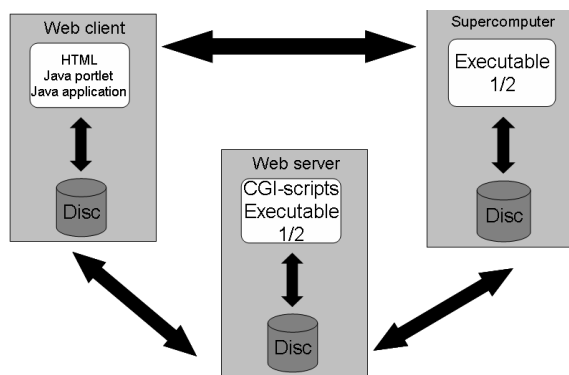 Web client
HTML
Java portlet
Java application
Disc
Supercomputer
Executable
1/2
Disc
Web server
CGI-scripts
Executable
1/2
Disc